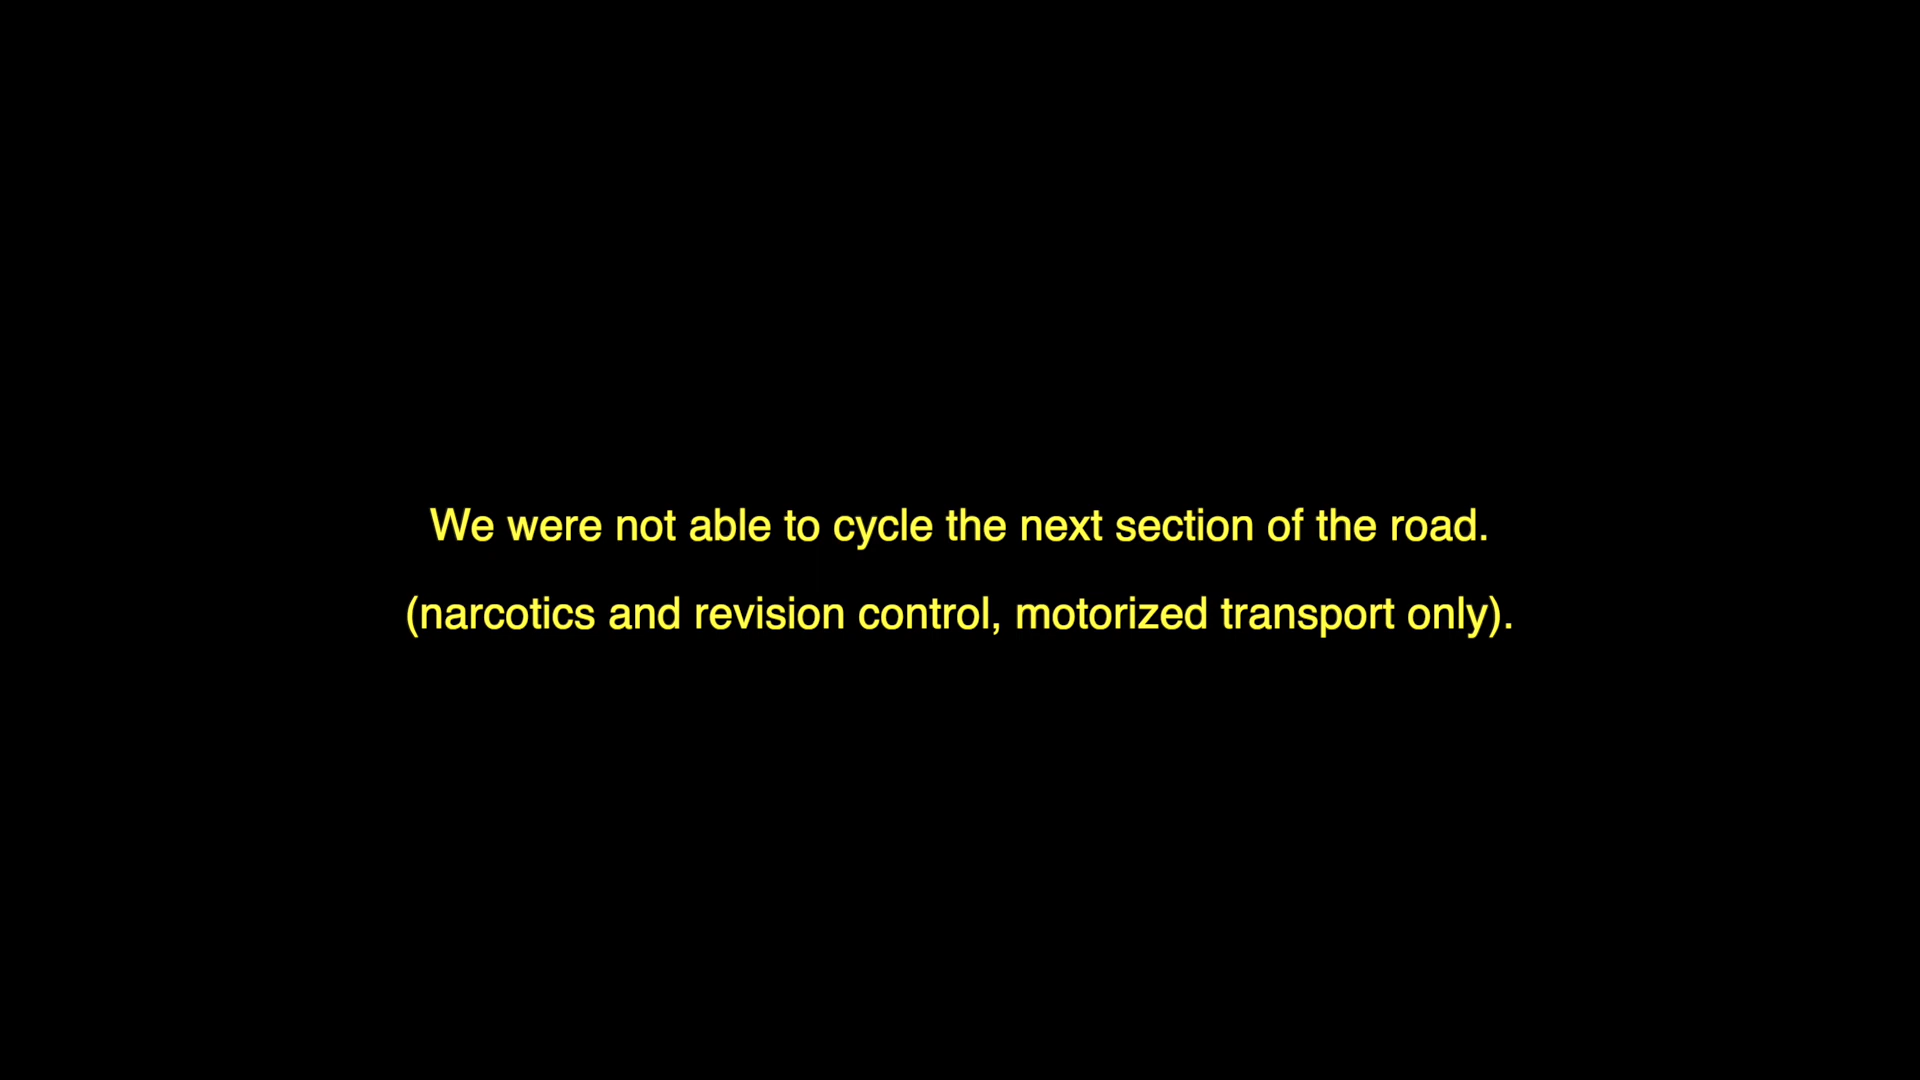 We were not able to cycle the next section of the road.
(narcotics and revision control, motorized transport only).